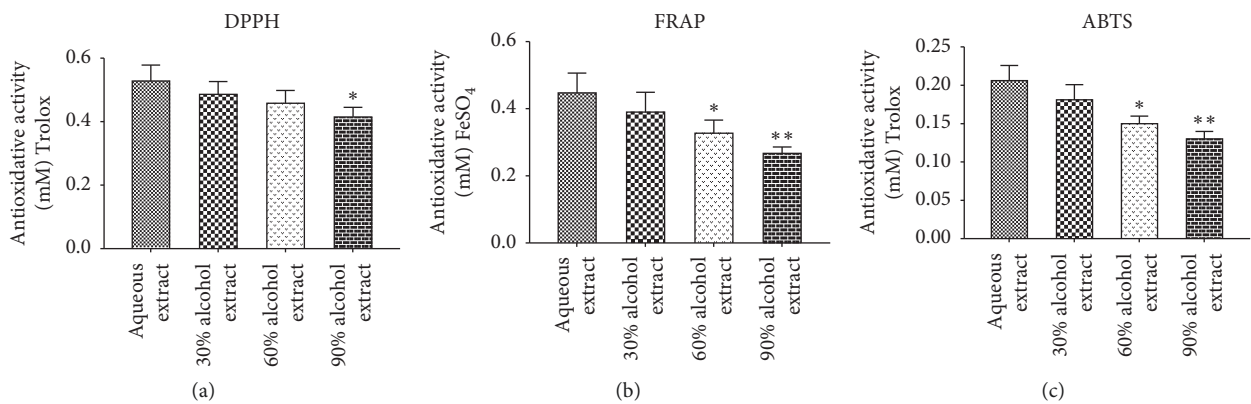 DPPH
Antioxidative activity
(mM) Trolox
0.6
0.4
0.2
0.0
*
Aqueous
extract
30% alcohol
extract
60% alcohol
extract
90% alcohol
extract
(a)
FRAP
Antioxidative activity
(mM) FeSO4
0.6
0.4
0.2
0.0
*
**
Aqueous
extract
30% alcohol
extract
60% alcohol
extract
90% alcohol
extract
(b)
ABTS
Antioxidative activity
(mM) Trolox
0.25
0.20
0.15
0.10
0.05
0.00
*
**
Aqueous
extract
30% alcohol
extract
60% alcohol
extract
90% alcohol
extract
(c)